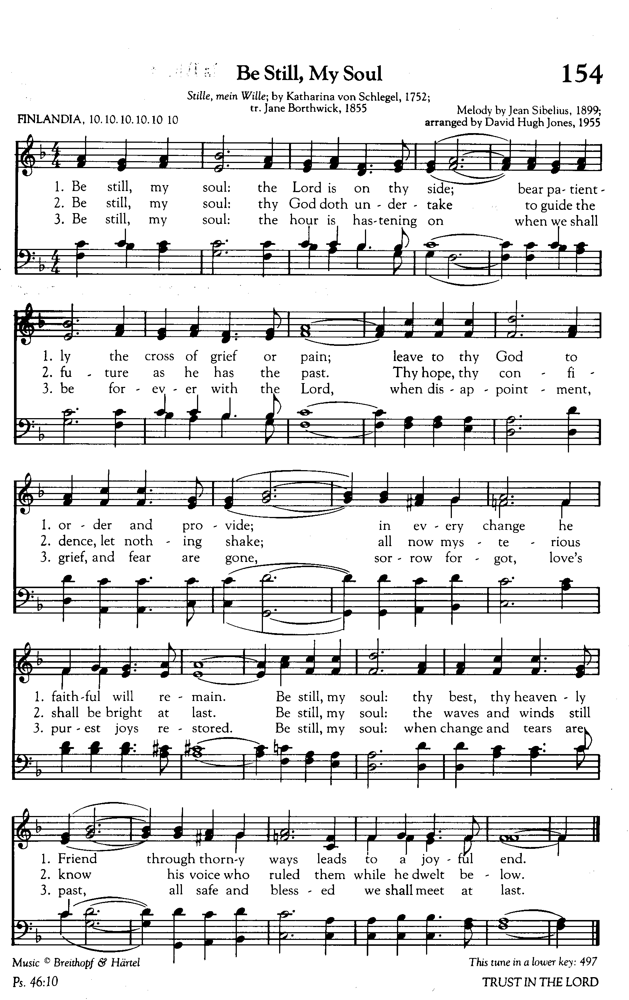 Be Still, My Soul
154
Stille, mein Wille; by Katharina von Schlegel, 1752;
tr. Jane Borthwick, 1855
FINLANDIA, 10.10.10.10.10 10
Melody by Jean Sibelius, 1899;
arranged by David Hugh Jones, 1955
1. Be still, my soul: the Lord is on thy side; bear pa- tient -
2. Be still, my soul: thy God doth un - der - take to guide the
3. Be still, my soul: the hour is has-tening on when we shall
1. ly the cross of grief or pain; leave to thy God to
2. fu - ture as he has the past. Thy hope, thy con - fi -
3. be for - ev - er with the Lord, when dis - ap - point - ment,
1. or - der and pro - vide; in ev - ery change he
2. dence, let noth - ing shake; all now mys - te - rious
3. grief, and fear are gone, sor - row for - got, love's
1. faith-ful will re - main. Be still, my soul: thy best, thy heaven - ly
2. shall be bright at last. Be still, my soul: the waves and winds still
3. pur - est joys re - stored. Be still, my soul: when change and tears are
1. Friend through thorn-y ways leads to a joy - ful end.
2. know his voice who ruled them while he dwelt be - low.
3. past, all safe and bless - ed we shall meet at last.
Music © Breithopf & Härtel
This tune in a lower key: 497
Ps. 46:10
TRUST IN THE LORD